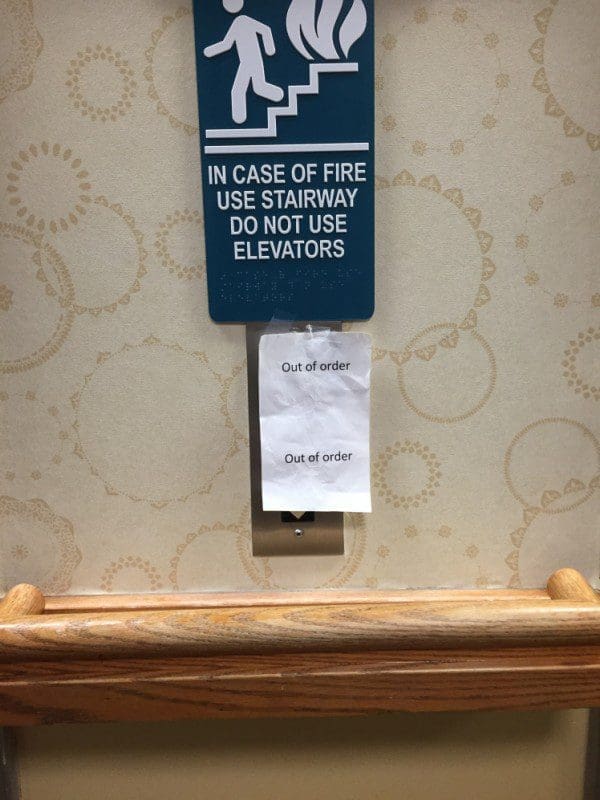 IN CASE OF FIRE
USE STAIRWAY
DO NOT USE
ELEVATORS
Out of order
Out of order